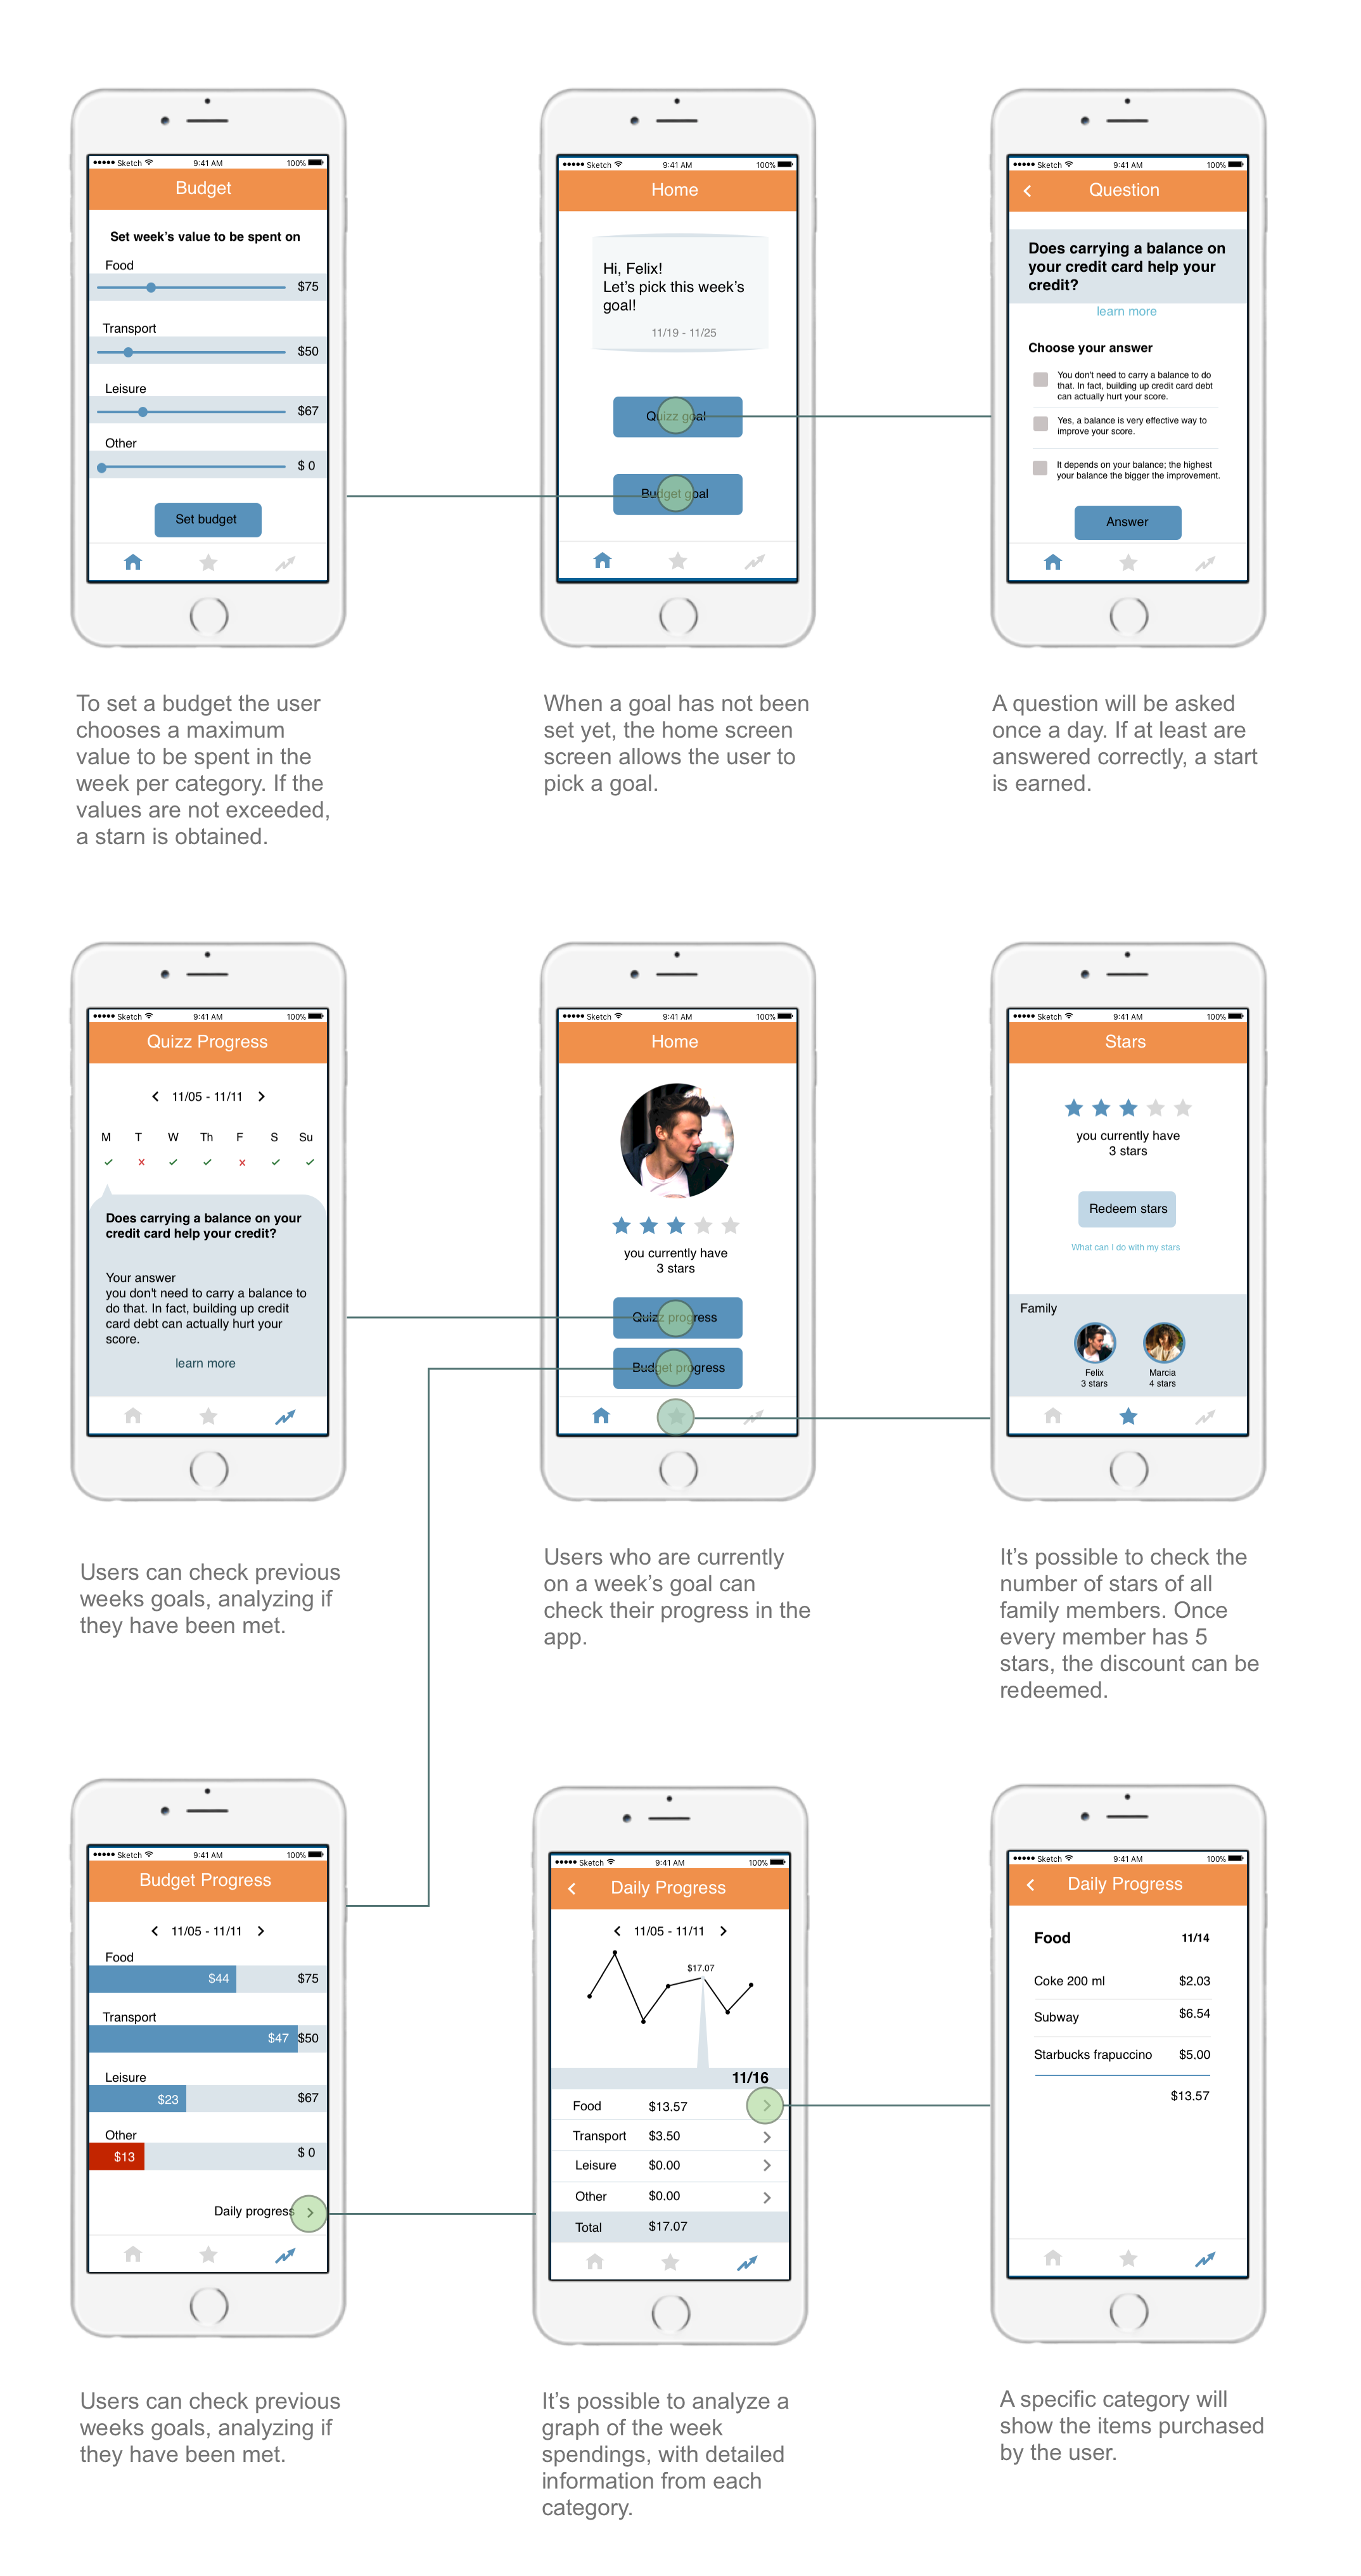 Sketch 9:41 AM 100%
Budget
Set week's value to be spent on
Food
$75
Transport
$50
Leisure
$67
Other
$ 0
Set budget
To set a budget the user
chooses a maximum
value to be spent in the
week per category. If the
values are not exceeded,
a starn is obtained.
Sketch 9:41 AM 100%
Home
Hi, Felix!
Let's pick this week's
goal!
11/19 - 11/25
Quizz goal
Budget goal
When a goal has not been
set yet, the home screen
screen allows the user to
pick a goal.
Sketch 9:41 AM 100%
Question
Does carrying a balance on
your credit card help your
credit?
learn more
Choose your answer
You don't need to carry a balance to do
that. In fact, building up credit card debt
can actually hurt your score.
Yes, a balance is very effective way to
improve your score.
It depends on your balance; the highest
your balance the bigger the improvement.
Answer
A question will be asked
once a day. If at least are
answered correctly, a start
is earned.
Sketch 9:41 AM 100%
Quizz Progress
11/05 - 11/11
M T W Th F S Su
Does carrying a balance on your
credit card help your credit?
Your answer
you don't need to carry a balance to
do that. In fact, building up credit
card debt can actually hurt your
score.
learn more
Users can check previous
weeks goals, analyzing if
they have been met.
Sketch 9:41 AM 100%
Home
you currently have
3 stars
Quizz progress
Budget progress
Users who are currently
on a week's goal can
check their progress in the
app.
Sketch 9:41 AM 100%
Stars
you currently have
3 stars
Redeem stars
What can I do with my stars
Family
Felix
3 stars
Marcia
4 stars
It's possible to check the
number of stars of all
family members. Once
every member has 5
stars, the discount can be
redeemed.
Sketch 9:41 AM 100%
Budget Progress
11/05 - 11/11
Food
$44 $75
Transport
$47 $50
Leisure
$23 $67
Other
$13 $ 0
Daily progress
Users can check previous
weeks goals, analyzing if
they have been met.
Sketch 9:41 AM 100%
Daily Progress
11/05 - 11/11
$17.07
11/16
Food $13.57
Transport $3.50
Leisure $0.00
Other $0.00
Total $17.07
It's possible to analyze a
graph of the week
spendings, with detailed
information from each
category.
Sketch 9:41 AM 100%
Daily Progress
Food 11/14
Coke 200 ml $2.03
Subway $6.54
Starbucks frapuccino $5.00
$13.57
A specific category will
show the items purchased
by the user.